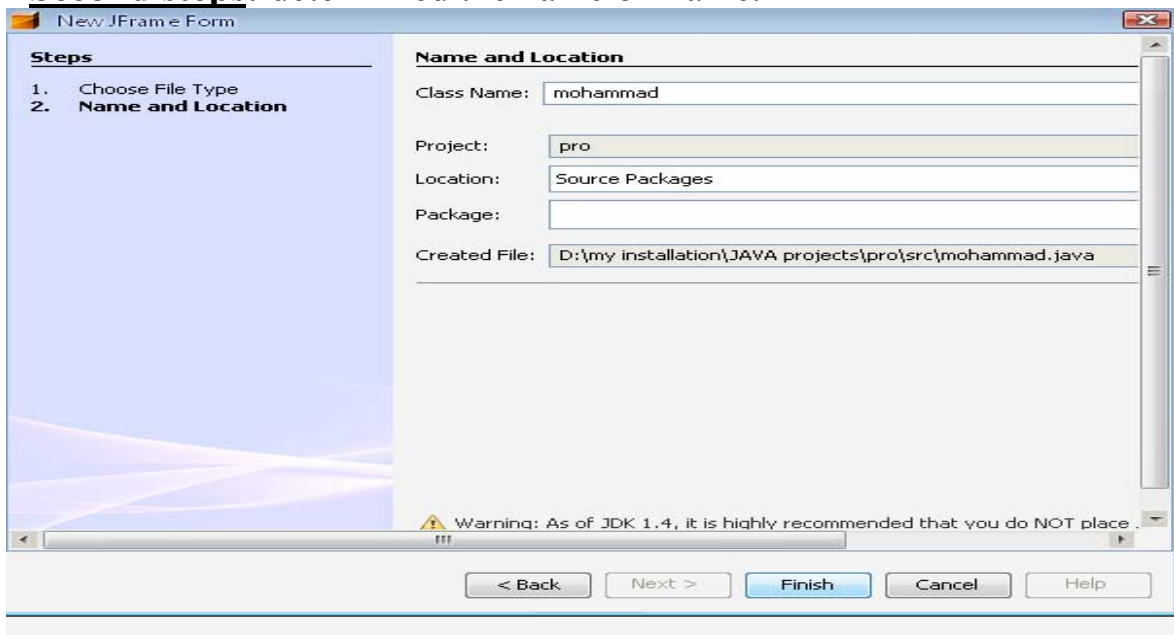 New JFrame Form
Steps
1. Choose File Type
2. Name and Location
Name and Location
Class Name: mohammad
Project: pro
Location: Source Packages
Package:
Created File: D:\my installation\JAVA projects\pro\src\mohammad.java
Warning: As of JDK 1.4, it is highly recommended that you do NOT place .
< Back Next > Finish Cancel Help